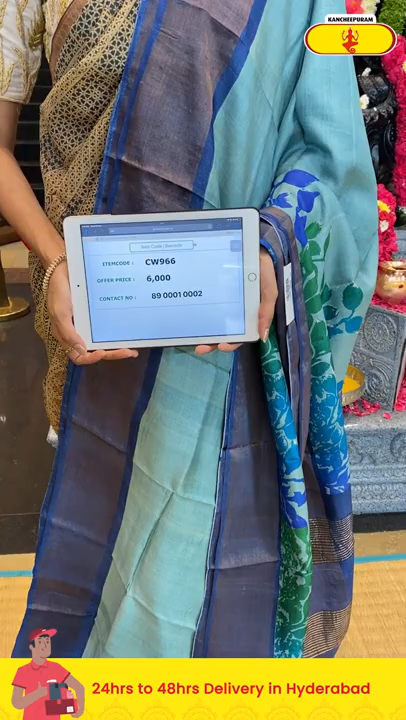 KANCHEEPURAM
Item Code / Barcode
ITEMCODE : CW966
OFFER PRICE : 6,000
CONTACT NO : 89 0001 0002
24hrs to 48hrs Delivery in Hyderabad